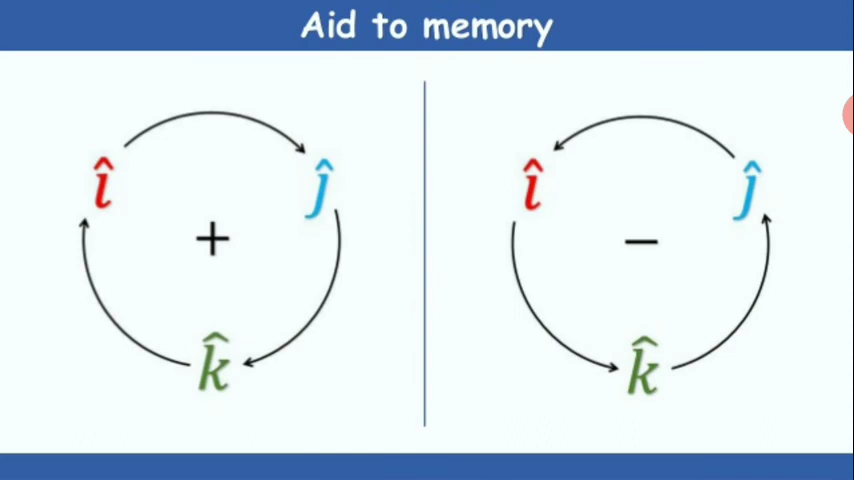 Aid to memory
î ĵ
+
k̂
î ĵ
−
k̂